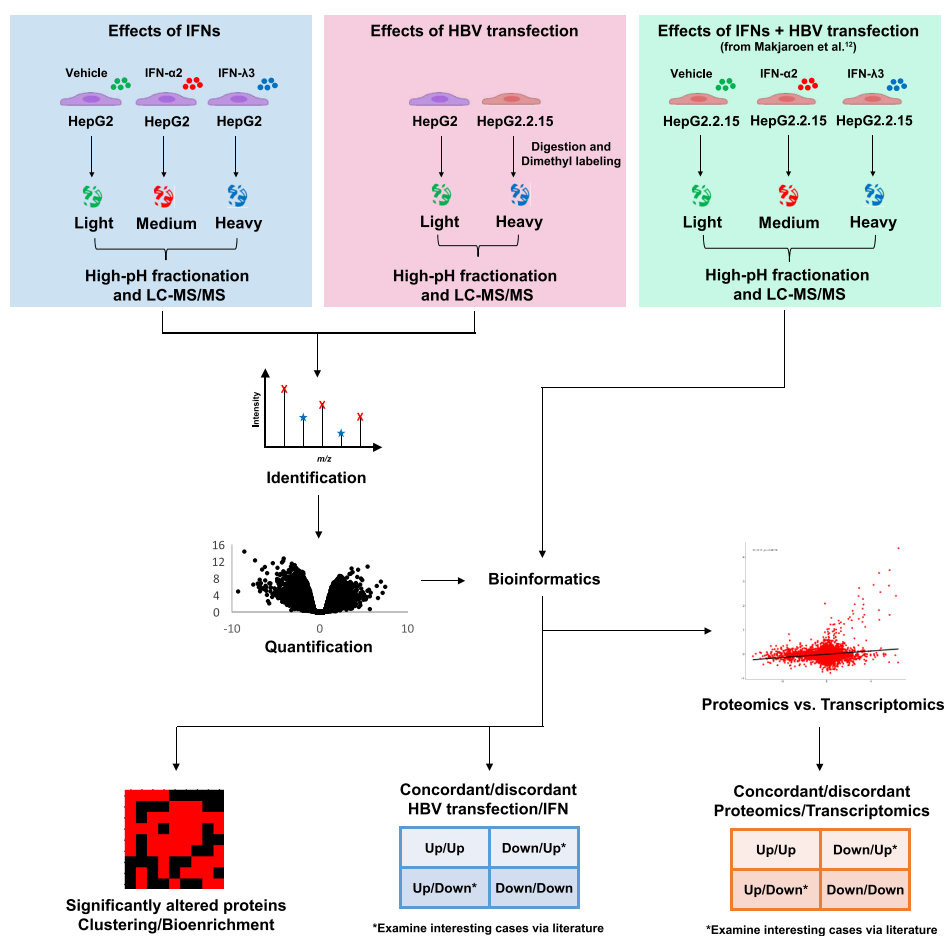 Effects of IFNs
Vehicle
IFN-α2
IFN-λ3
HepG2
HepG2
HepG2
Light
Medium
Heavy
High-pH fractionation
and LC-MS/MS
Effects of HBV transfection
HepG2
HepG2.2.15
Digestion and
Dimethyl labeling
Light
Heavy
High-pH fractionation
and LC-MS/MS
Effects of IFNs + HBV transfection
(from Makjaroen et al.¹²)
Vehicle
IFN-α2
IFN-λ3
HepG2.2.15
HepG2.2.15
HepG2.2.15
Light
Medium
Heavy
High-pH fractionation
and LC-MS/MS
Intensity
m/z
Identification
16
12
8
4
0
-10
0
10
Quantification
Bioinformatics
Proteomics vs. Transcriptomics
Significantly altered proteins
Clustering/Bioenrichment
Concordant/discordant
HBV transfection/IFN
Up/Up
Down/Up*
Up/Down*
Down/Down
*Examine interesting cases via literature
Concordant/discordant
Proteomics/Transcriptomics
Up/Up
Down/Up*
Up/Down*
Down/Down
*Examine interesting cases via literature